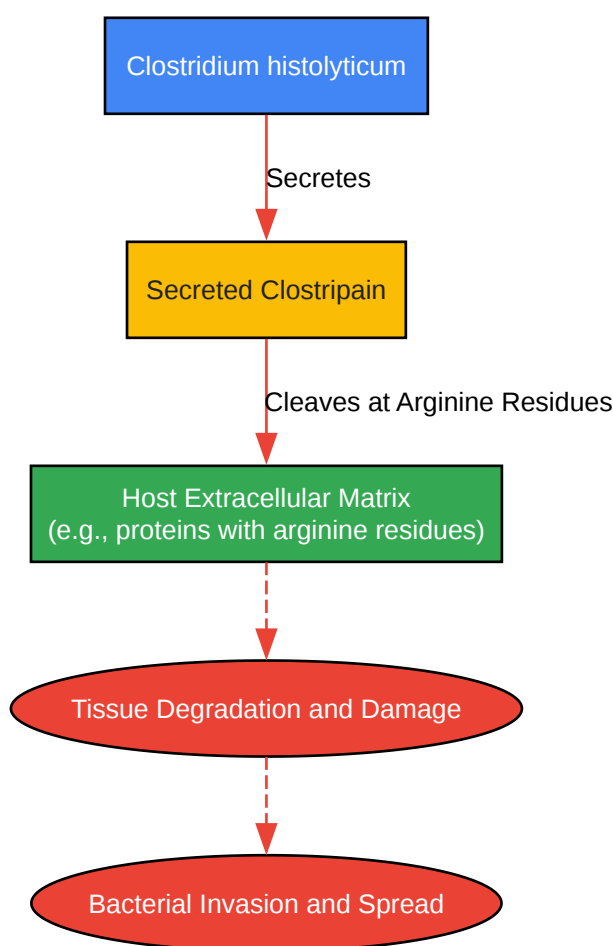 Clostridium histolyticum
Secretes
Secreted Clostripain
Cleaves at Arginine Residues
Host Extracellular Matrix
(e.g., proteins with arginine residues)
Tissue Degradation and Damage
Bacterial Invasion and Spread